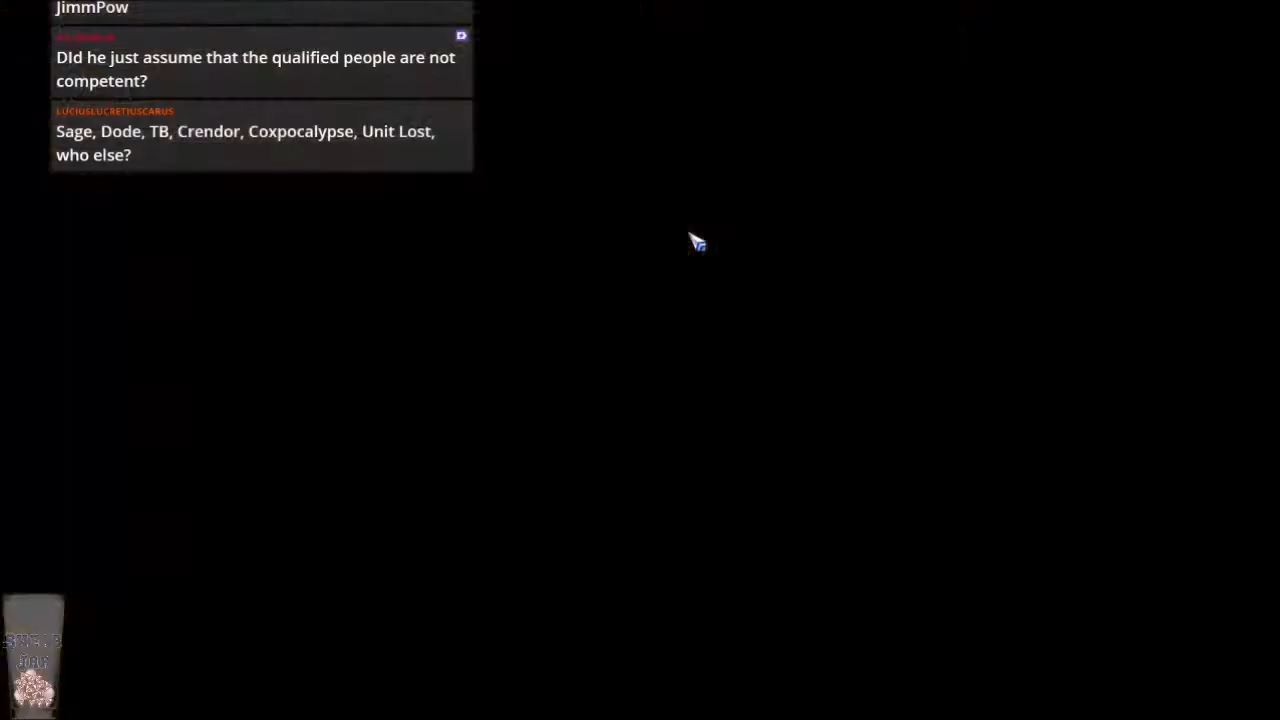 JimmPow
DId he just assume that the qualified people are not
competent?
LUCIUSLUCRETIUSCARUS
Sage, Dode, TB, Crendor, Coxpocalypse, Unit Lost,
who else?
JAR